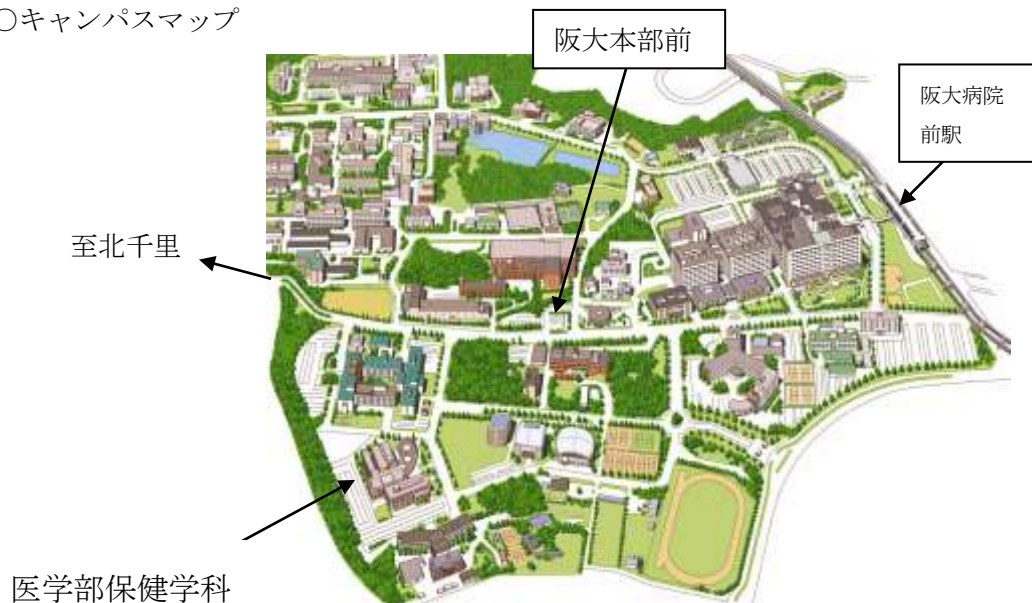 ○キャンパスマップ
阪大本部前
阪大病院
前駅
至北千里
医学部保健学科